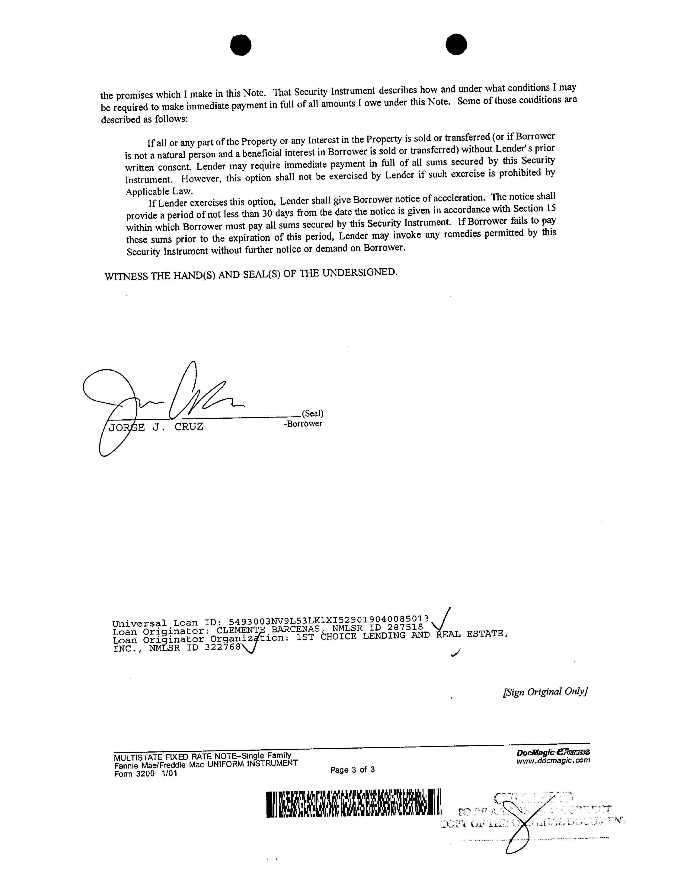 the promises which I make in this Note. That Security Instrument describes how and under what conditions I may
be required to make immediate payment in full of all amounts I owe under this Note. Some of those conditions are
described as follows:
If all or any part of the Property or any Interest in the Property is sold or transferred (or if Borrower
is not a natural person and a beneficial interest in Borrower is sold or transferred) without Lender's prior
written consent, Lender may require immediate payment in full of all sums secured by this Security
Instrument. However, this option shall not be exercised by Lender if such exercise is prohibited by
Applicable Law.
If Lender exercises this option, Lender shall give Borrower notice of acceleration. The notice shall
provide a period of not less than 30 days from the date the notice is given in accordance with Section 15
within which Borrower must pay all sums secured by this Security Instrument. If Borrower fails to pay
these sums prior to the expiration of this period, Lender may invoke any remedies permitted by this
Security Instrument without further notice or demand on Borrower.
WITNESS THE HAND(S) AND SEAL(S) OF THE UNDERSIGNED.
(Seal)
JORGE J. CRUZ -Borrower
Universal Loan ID: 5493003NV9L53LK1XI52901904008501?
Loan Originator: CLEMENTE BARCENAS, NMLSR ID 287518
Loan Originator Organization: 1ST CHOICE LENDING AND REAL ESTATE,
INC., NMLSR ID 322768
[Sign Original Only]
MULTISTATE FIXED RATE NOTE-Single Family
Fannie Mae/Freddie Mac UNIFORM INSTRUMENT
Form 3200 1/01
Page 3 of 3
DocMagic
www.docmagic.com
COPY OF